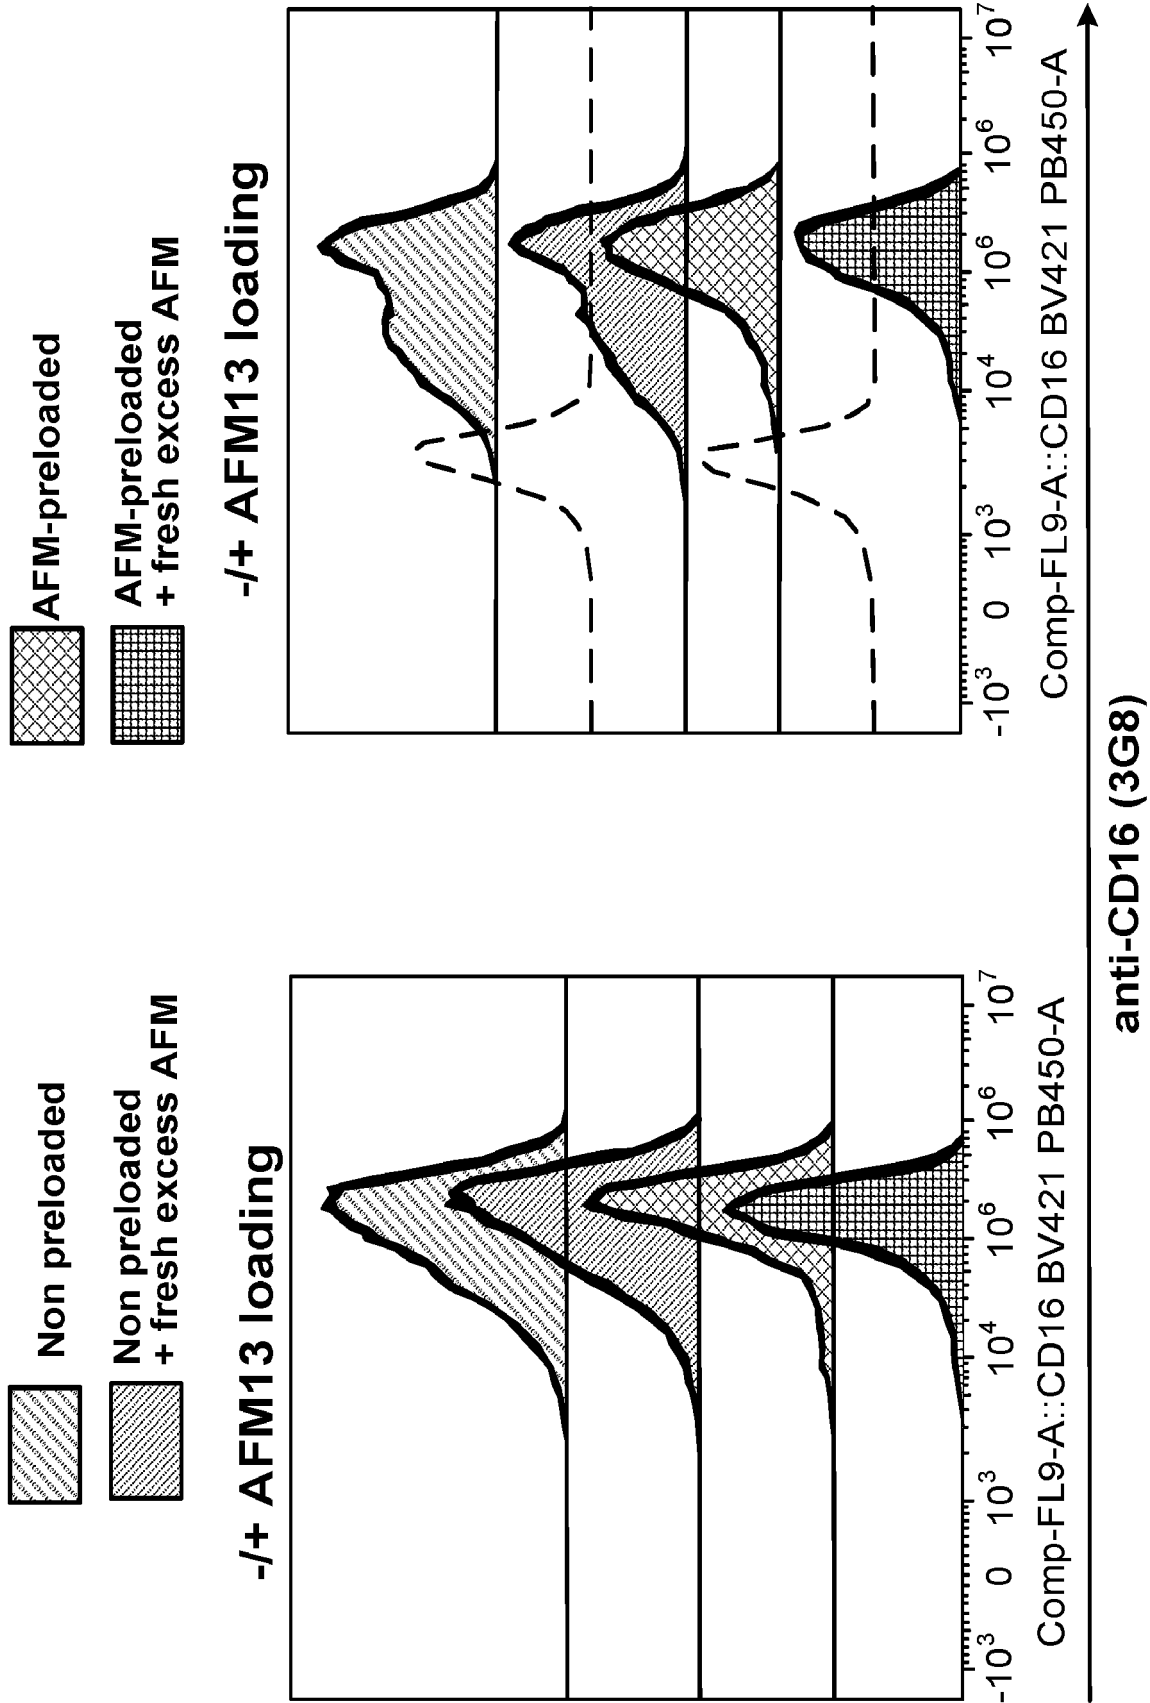 Non preloaded
Non preloaded
+ fresh excess AFM
AFM-preloaded
AFM-preloaded
+ fresh excess AFM
-/+ AFM13 loading
-10³ 0 10³ 10⁴ 10⁶ 10⁶ 10⁷
Comp-FL9-A::CD16 BV421 PB450-A
-/+ AFM13 loading
-10³ 0 10³ 10⁴ 10⁶ 10⁶ 10⁷
Comp-FL9-A::CD16 BV421 PB450-A
anti-CD16 (3G8)